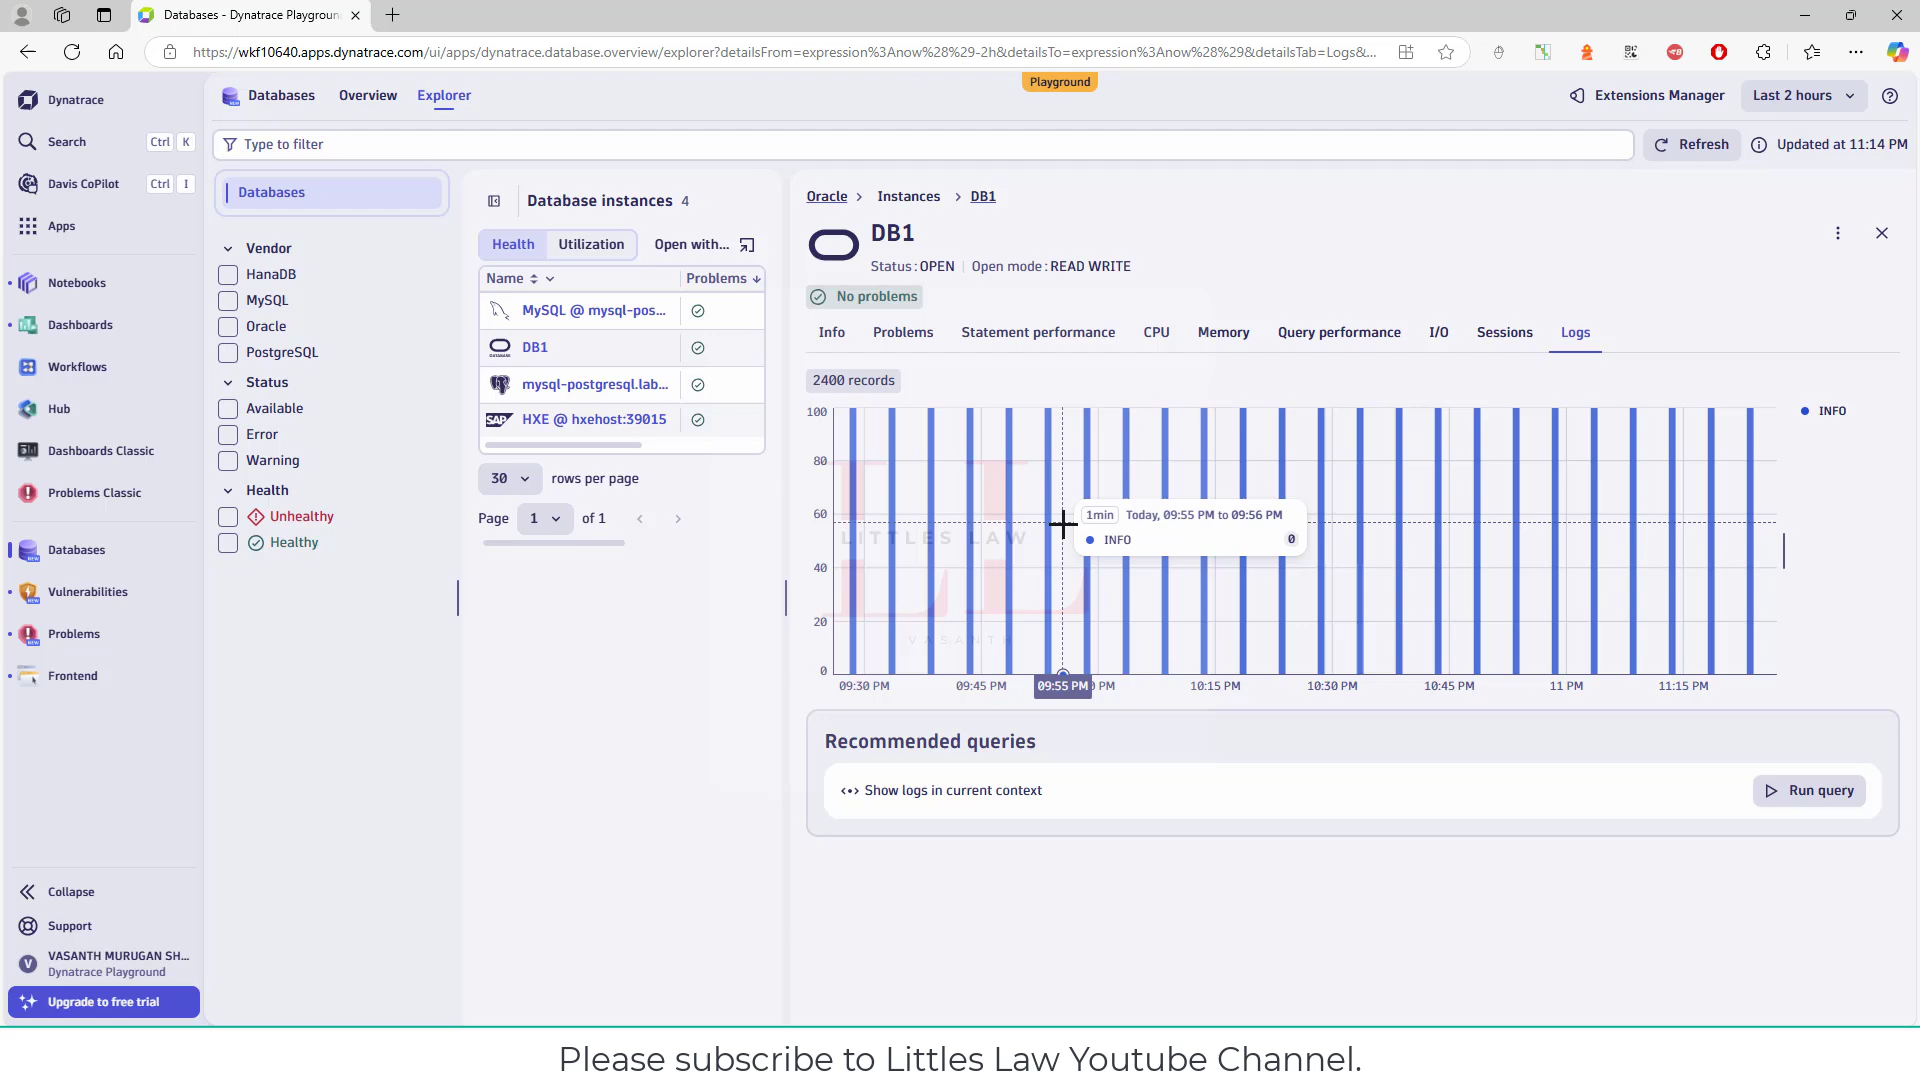 Databases - Dynatrace Playground
https://wkf10640.apps.dynatrace.com/ui/apps/dynatrace.database.overview/explorer?detailsFrom=expression%3Anow%28%29-2h&detailsTo=expression%3Anow%28%29&detailsTab=Logs&...
Playground
Dynatrace
Search Ctrl K
Davis CoPilot Ctrl I
Apps
Notebooks
Dashboards
Workflows
Hub
Dashboards Classic
Problems Classic
Databases
Vulnerabilities
Problems
Frontend
Collapse
Support
V
VASANTH MURUGAN SH...
Dynatrace Playground
Upgrade to free trial
Databases Overview Explorer
Extensions Manager Last 2 hours
Type to filter
Refresh Updated at 11:14 PM
Databases
Vendor
HanaDB
MySQL
Oracle
PostgreSQL
Status
Available
Error
Warning
Health
Unhealthy
Healthy
Database instances 4
Health Utilization Open with...
Name Problems
MySQL @ mysql-pos...
DB1
mysql-postgresql.lab...
SAP HXE @ hxehost:39015
30 rows per page
Page 1 of 1
Oracle > Instances > DB1
DB1
Status : OPEN | Open mode : READ WRITE
No problems
Info Problems Statement performance CPU Memory Query performance I/O Sessions Logs
2400 records
100
80
60
40
20
0
INFO
LITTLES LAW
LL
VASANTH
1min Today, 09:55 PM to 09:56 PM
INFO 0
09:30 PM 09:45 PM 09:55 PM PM 10:15 PM 10:30 PM 10:45 PM 11 PM 11:15 PM
Recommended queries
Show logs in current context
Run query
Please subscribe to Littles Law Youtube Channel.